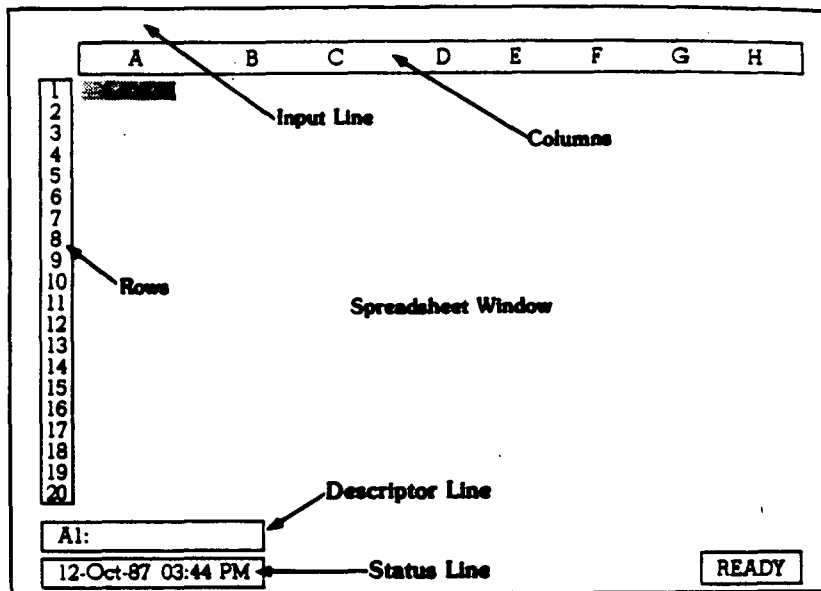 A B C D E F G H
1
Input Line
2
3
Columns
4
5
6
7
8
9
Rows
10
11
Spreadsheet Window
12
13
14
15
16
17
18
19
Descriptor Line
20
A1:
12-Oct-87 03:44 PM
Status Line
READY